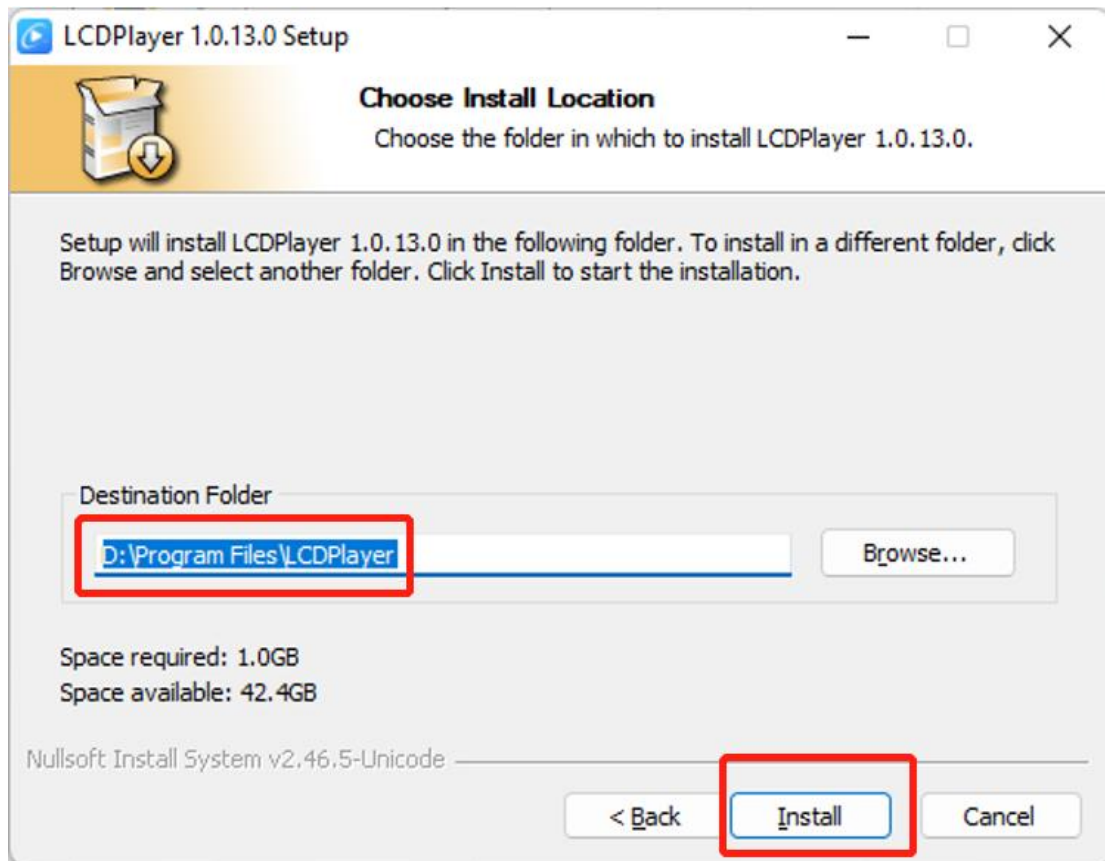 LCDPlayer 1.0.13.0 Setup
Choose Install Location
Choose the folder in which to install LCDPlayer 1.0.13.0.
Setup will install LCDPlayer 1.0.13.0 in the following folder. To install in a different folder, click
Browse and select another folder. Click Install to start the installation.
Destination Folder
D:\Program Files\LCDPlayer
Browse...
Space required: 1.0GB
Space available: 42.4GB
Nullsoft Install System v2.46.5-Unicode
< Back
Install
Cancel